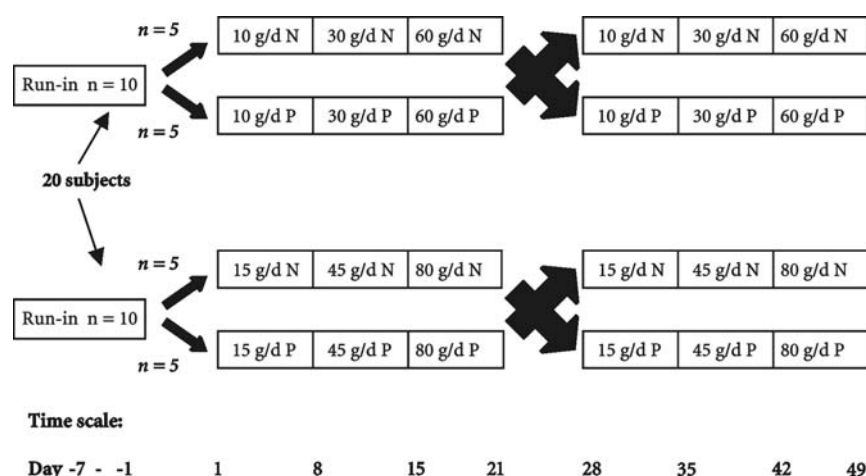 n = 5
10 g/d N 30 g/d N 60 g/d N 10 g/d N 30 g/d N 60 g/d N
Run-in n = 10
10 g/d P 30 g/d P 60 g/d P 10 g/d P 30 g/d P 60 g/d P
n = 5
20 subjects
n = 5
15 g/d N 45 g/d N 80 g/d N 15 g/d N 45 g/d N 80 g/d N
Run-in n = 10
15 g/d P 45 g/d P 80 g/d P 15 g/d P 45 g/d P 80 g/d P
n = 5
Time scale:
Day -7 - -1 1 8 15 21 28 35 42 49